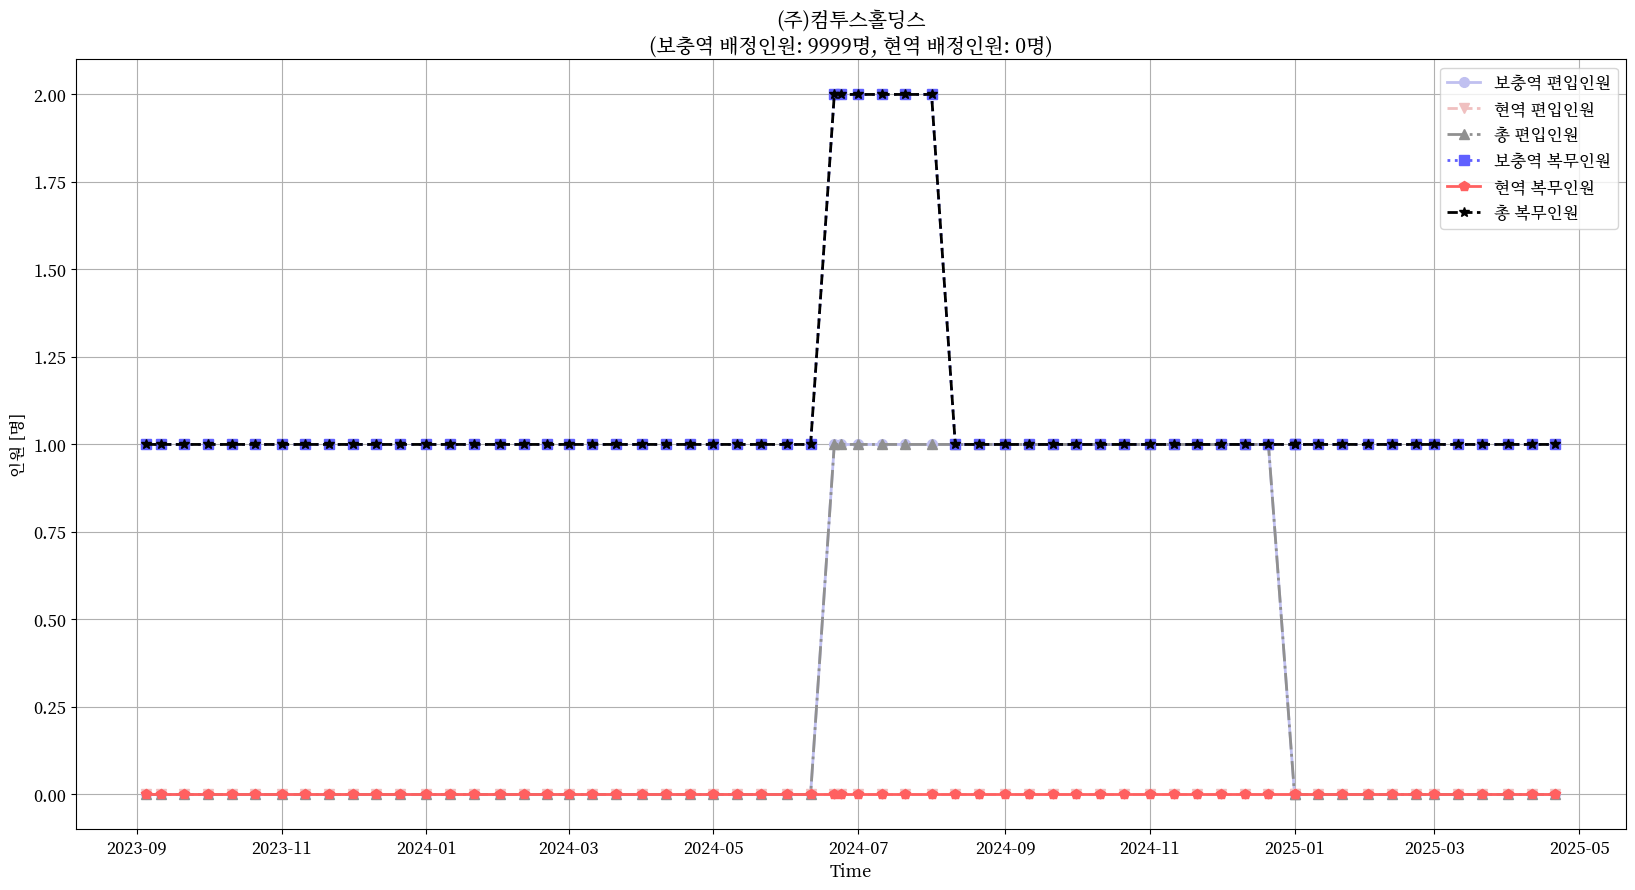 (주)컴투스홀딩스
(보충역 배정인원: 9999명, 현역 배정인원: 0명)
보충역 편입인원
현역 편입인원
총 편입인원
보충역 복무인원
현역 복무인원
총 복무인원
2.00
1.75
1.50
1.25
1.00
0.75
0.50
0.25
0.00
인원 [명]
2023-09 2023-11 2024-01 2024-03 2024-05 2024-07 2024-09 2024-11 2025-01 2025-03 2025-05
Time